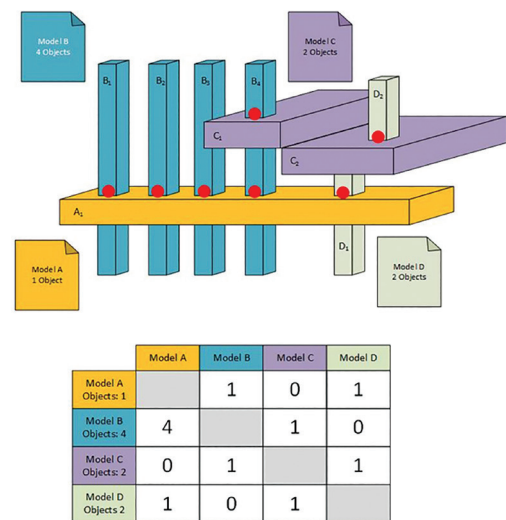 Model B
4 Objects
Model C
2 Objects
B₁
B₂
B₃
B₄
D₂
C₁
C₂
A₁
D₁
Model A
1 Object
Model D
2 Objects
Model A Model B Model C Model D
Model A
Objects: 1
1 0 1
Model B
Objects: 4
4 1 0
Model C
Objects: 2
0 1 1
Model D
Objects 2
1 0 1